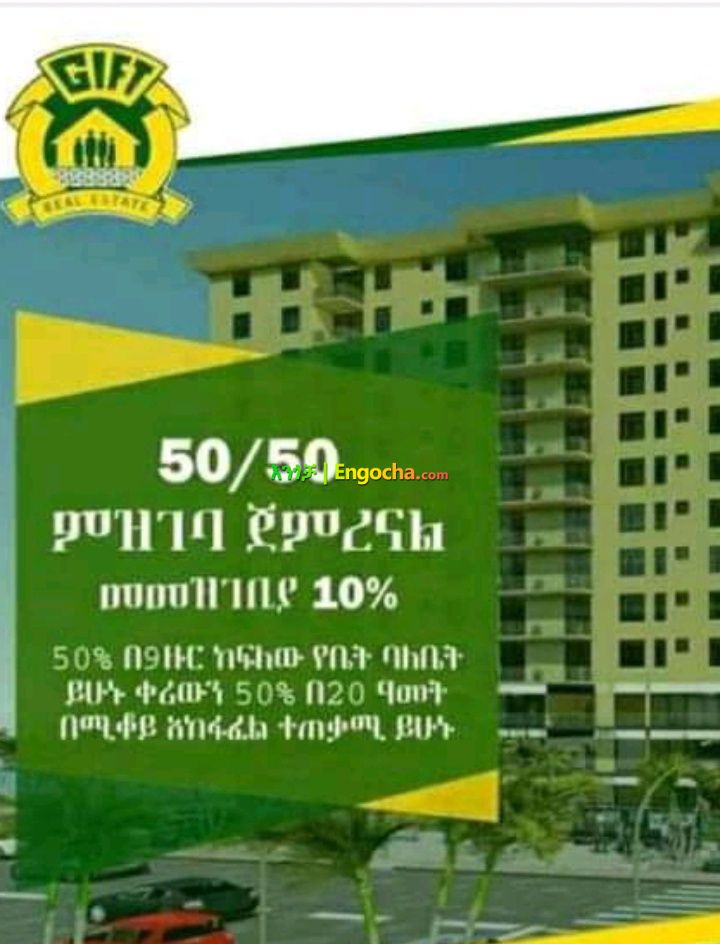 GIFT
REAL ESTATE
50/50
እንጎቻ | Engocha.com
ምዝገባ ጀምረናል
መመዝገቢያ 10%
50% በ9ዙር ከፍለው የቤት ባለቤት
ይሁኑ ቀሪውን 50% በ20 ዓመት
በሚቆይ አከፋፈል ተጠቃሚ ይሁኑ